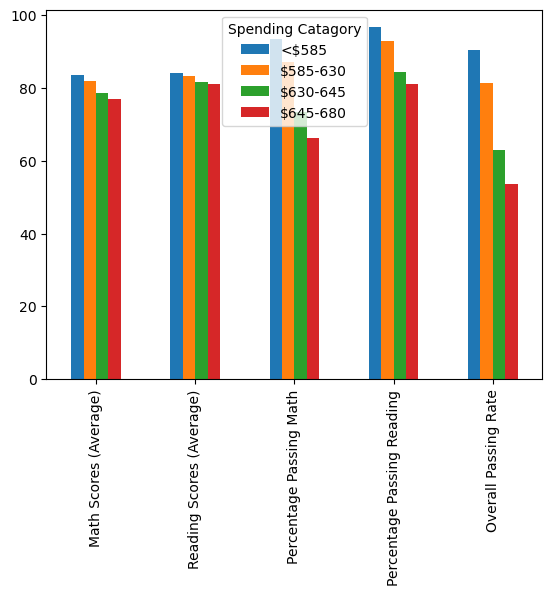 100
80
60
40
20
0
Spending Catagory
<$585
$585-630
$630-645
$645-680
Math Scores (Average)
Reading Scores (Average)
Percentage Passing Math
Percentage Passing Reading
Overall Passing Rate